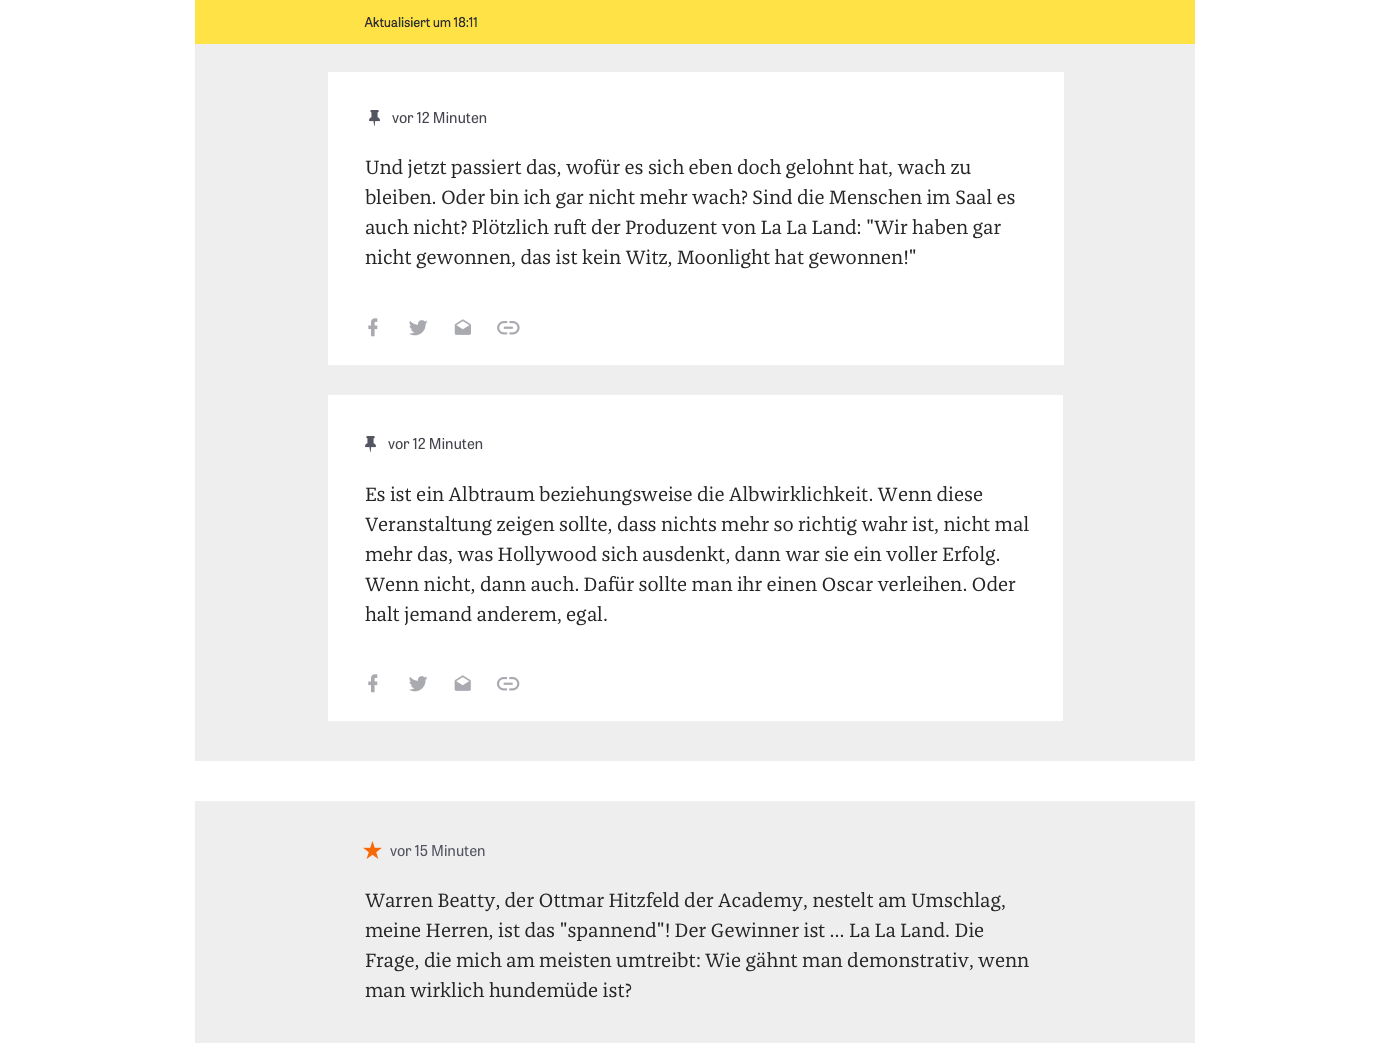 Aktualisiert um 18:11
vor 12 Minuten
Und jetzt passiert das, wofür es sich eben doch gelohnt hat, wach zu
bleiben. Oder bin ich gar nicht mehr wach? Sind die Menschen im Saal es
auch nicht? Plötzlich ruft der Produzent von La La Land: "Wir haben gar
nicht gewonnen, das ist kein Witz, Moonlight hat gewonnen!"
vor 12 Minuten
Es ist ein Albtraum beziehungsweise die Albwirklichkeit. Wenn diese
Veranstaltung zeigen sollte, dass nichts mehr so richtig wahr ist, nicht mal
mehr das, was Hollywood sich ausdenkt, dann war sie ein voller Erfolg.
Wenn nicht, dann auch. Dafür sollte man ihr einen Oscar verleihen. Oder
halt jemand anderem, egal.
vor 15 Minuten
Warren Beatty, der Ottmar Hitzfeld der Academy, nestelt am Umschlag,
meine Herren, ist das "spannend"! Der Gewinner ist ... La La Land. Die
Frage, die mich am meisten umtreibt: Wie gähnt man demonstrativ, wenn
man wirklich hundemüde ist?